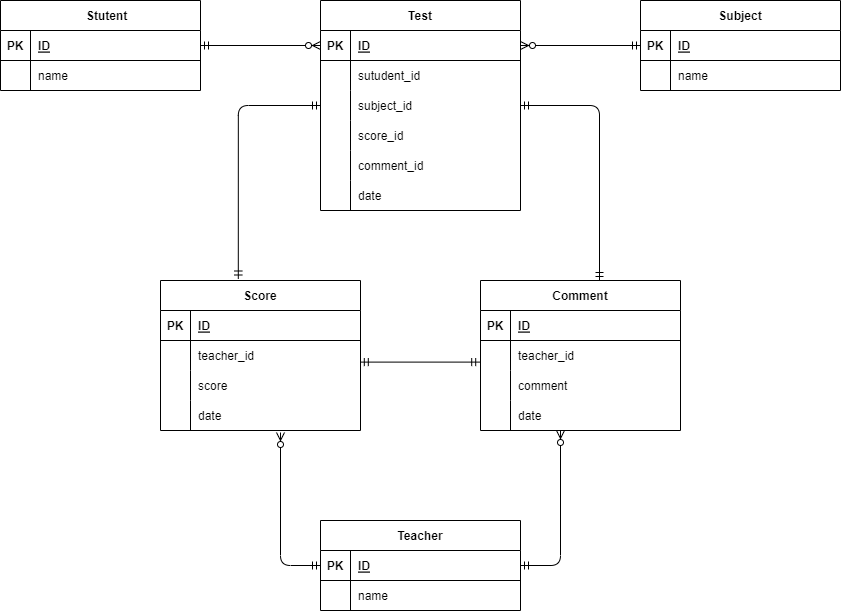 Stutent
PK ID
name
Test
PK ID
sutudent_id
subject_id
score_id
comment_id
date
Subject
PK ID
name
Score
PK ID
teacher_id
score
date
Comment
PK ID
teacher_id
comment
date
Teacher
PK ID
name